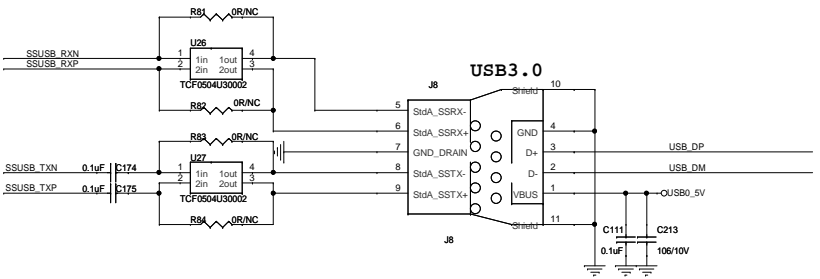 R81 0R/NC
U26
SSUSB_RXN 1 1in 1out 4
SSUSB_RXP 2 2in 2out 3
TCF0504U30002
R82 0R/NC
R83 0R/NC
U27
SSUSB_TXN 0.1uF C174 1 1in 1out 4
SSUSB_TXP 0.1uF C175 2 2in 2out 3
TCF0504U30002
R84 0R/NC
USB3.0
J8
10 Shield
5 StdA_SSRX-
6 StdA_SSRX+
7 GND_DRAIN
8 StdA_SSTX-
9 StdA_SSTX+
GND 4
D+ 3 USB_DP
D- 2 USB_DM
VBUS 1 USB0_5V
Shield 11
J8
C111 C213
0.1uF 106/10V